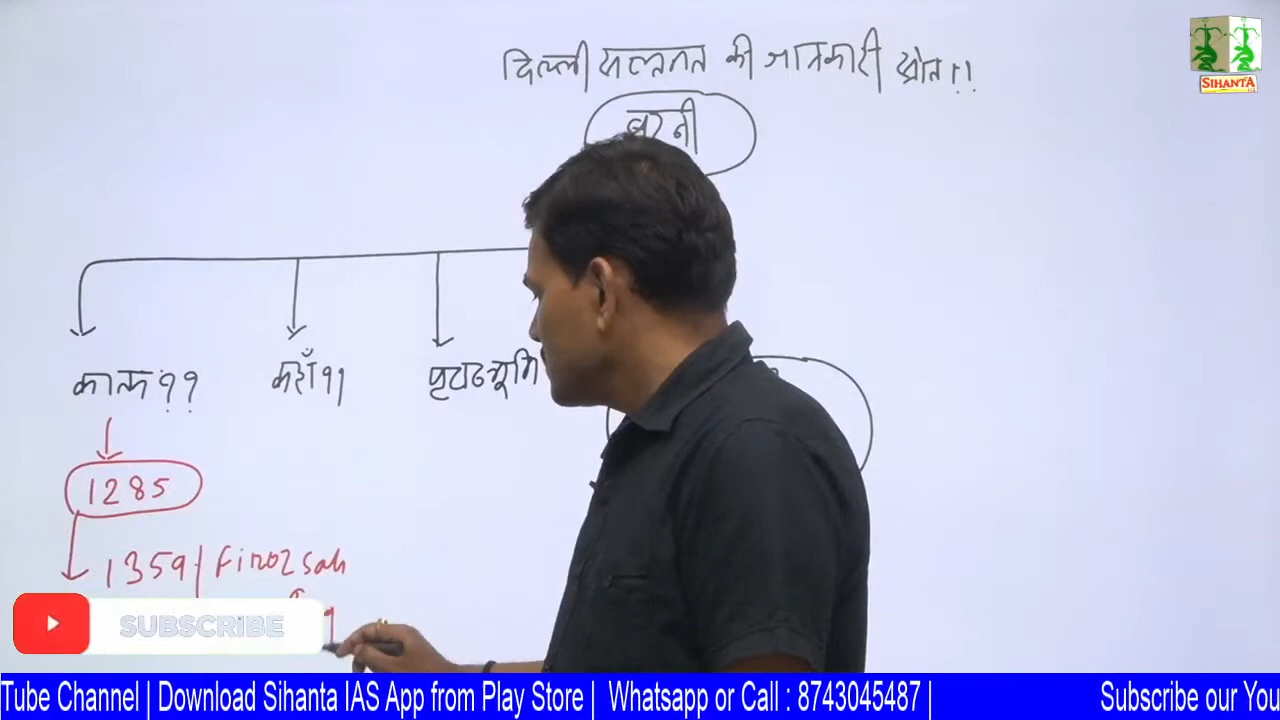 दिल्ली सल्तनत की जानकारी स्रोत !!
SIHANTA
बरनी
काल ??
कहाँ ??
पृष्ठभूमि
1285
1359 | Firoz sah
SUBSCRIBE
Tube Channel | Download Sihanta IAS App from Play Store | Whatsapp or Call : 8743045487 |
Subscribe our You